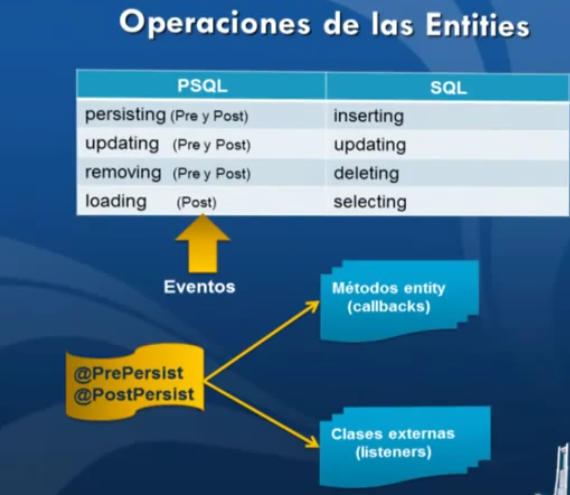 Operaciones de las Entities
PSQL SQL
persisting (Pre y Post) inserting
updating (Pre y Post) updating
removing (Pre y Post) deleting
loading (Post) selecting
Eventos
Métodos entity
(callbacks)
@PrePersist
@PostPersist
Clases externas
(listeners)